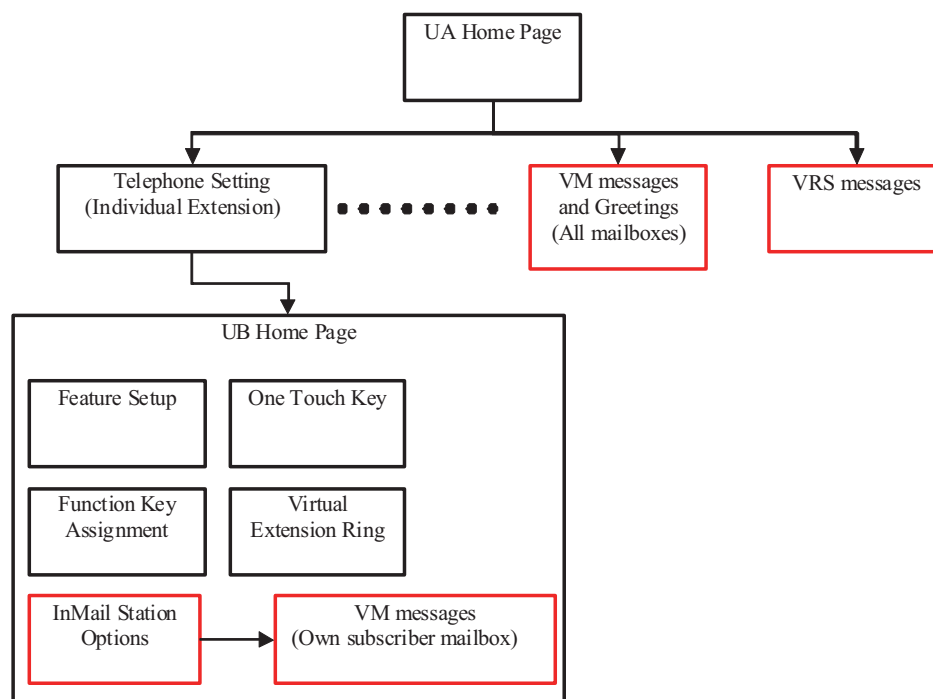 UA Home Page
Telephone Setting
(Individual Extension)
VM messages
and Greetings
(All mailboxes)
VRS messages
UB Home Page
Feature Setup
One Touch Key
Function Key
Assignment
Virtual
Extension Ring
InMail Station
Options
VM messages
(Own subscriber mailbox)